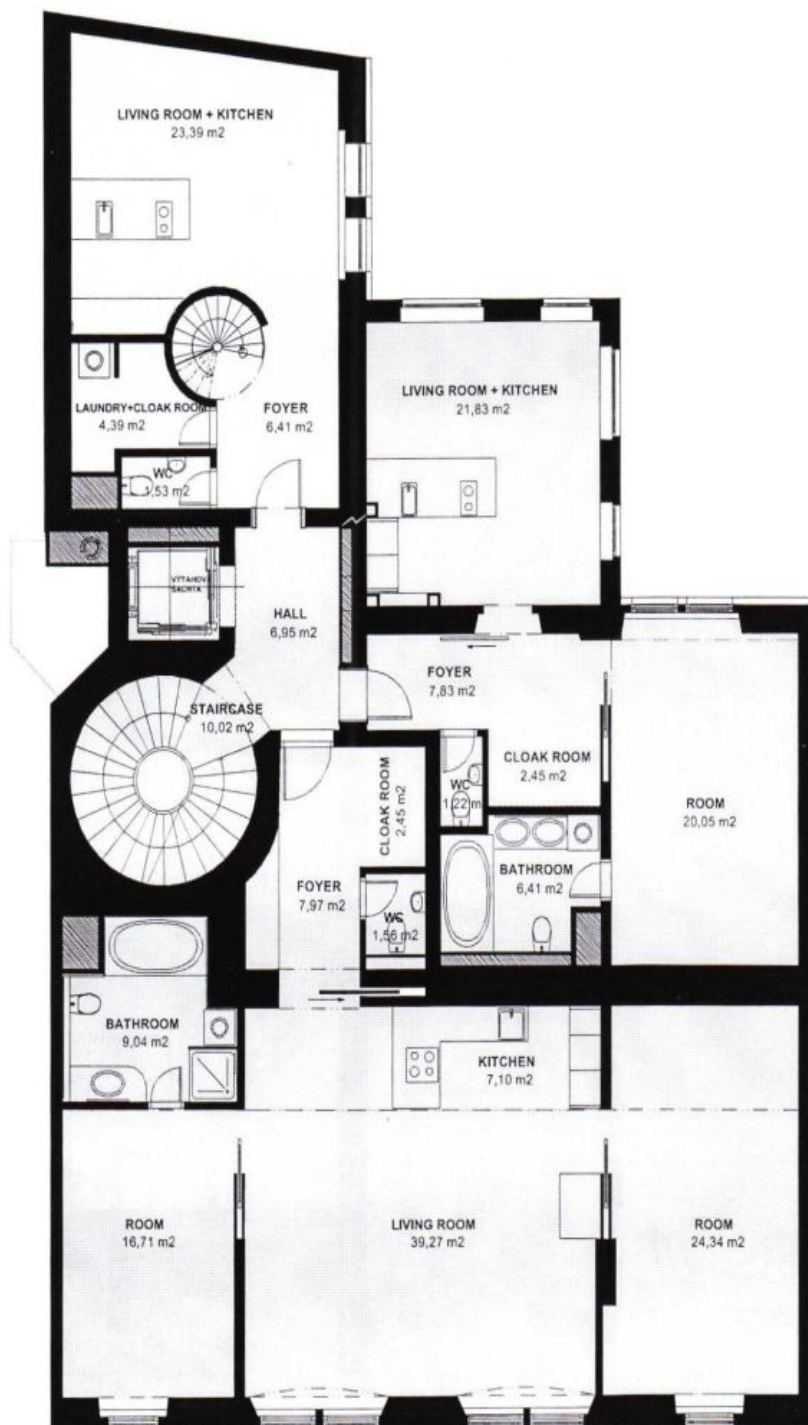 LIVING ROOM + KITCHEN
23,39 m2
LAUNDRY+CLOAK ROOM
4,39 m2
FOYER
6,41 m2
WC
1,53 m2
LIVING ROOM + KITCHEN
21,83 m2
VÝTAHOVÁ
ŠACHTA
HALL
6,95 m2
STAIRCASE
10,02 m2
FOYER
7,83 m2
CLOAK ROOM
2,45 m2
WC
1,22 m
ROOM
20,05 m2
CLOAK ROOM
2,45 m2
BATHROOM
6,41 m2
FOYER
7,97 m2
WC
1,56 m2
BATHROOM
9,04 m2
KITCHEN
7,10 m2
ROOM
16,71 m2
LIVING ROOM
39,27 m2
ROOM
24,34 m2